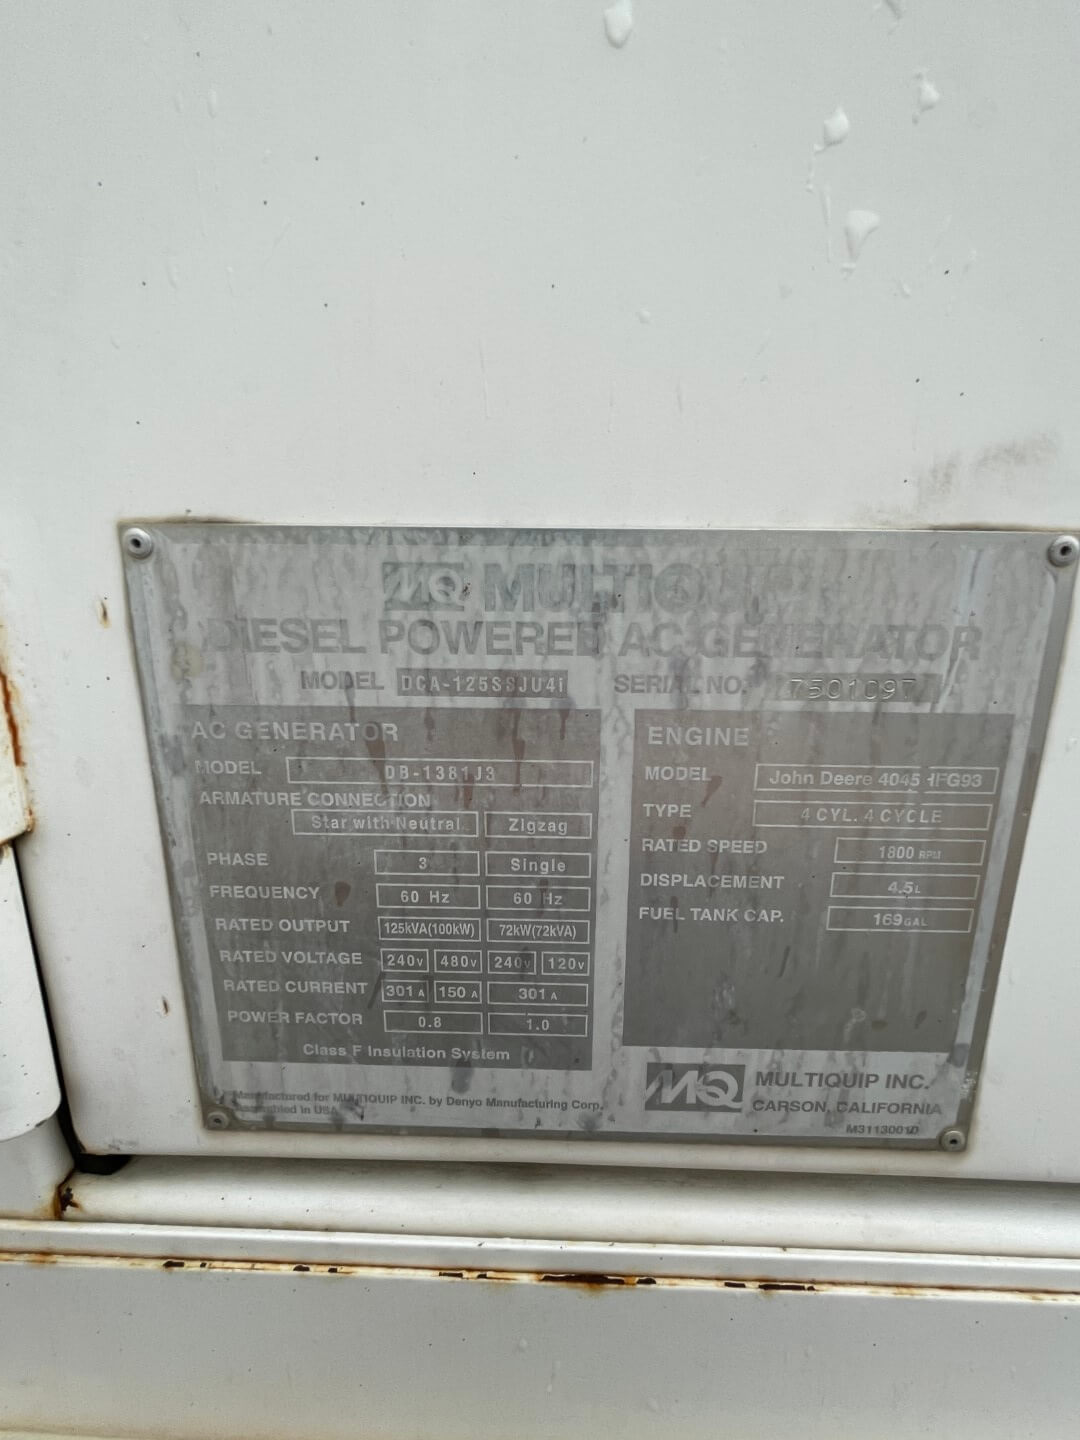 MQ MULTIQUIP
DIESEL POWERED AC GENERATOR
MODEL DCA-125SSJU4i SERIAL NO. 7501097
AC GENERATOR
MODEL DB-1381J3
ARMATURE CONNECTION
Star with Neutral Zigzag
PHASE 3 Single
FREQUENCY 60 Hz 60 Hz
RATED OUTPUT 125kVA(100kW) 72kW(72kVA)
RATED VOLTAGE 240V 480V 240V 120V
RATED CURRENT 301 A 150 A 301 A
POWER FACTOR 0.8 1.0
Class F Insulation System
ENGINE
MODEL John Deere 4045HFG93
TYPE 4 CYL. 4 CYCLE
RATED SPEED 1800 RPM
DISPLACEMENT 4.5L
FUEL TANK CAP. 169GAL
Manufactured for MULTIQUIP INC. by Denyo Manufacturing Corp.
Assembled in USA
MQ MULTIQUIP INC.
CARSON, CALIFORNIA
M31130010